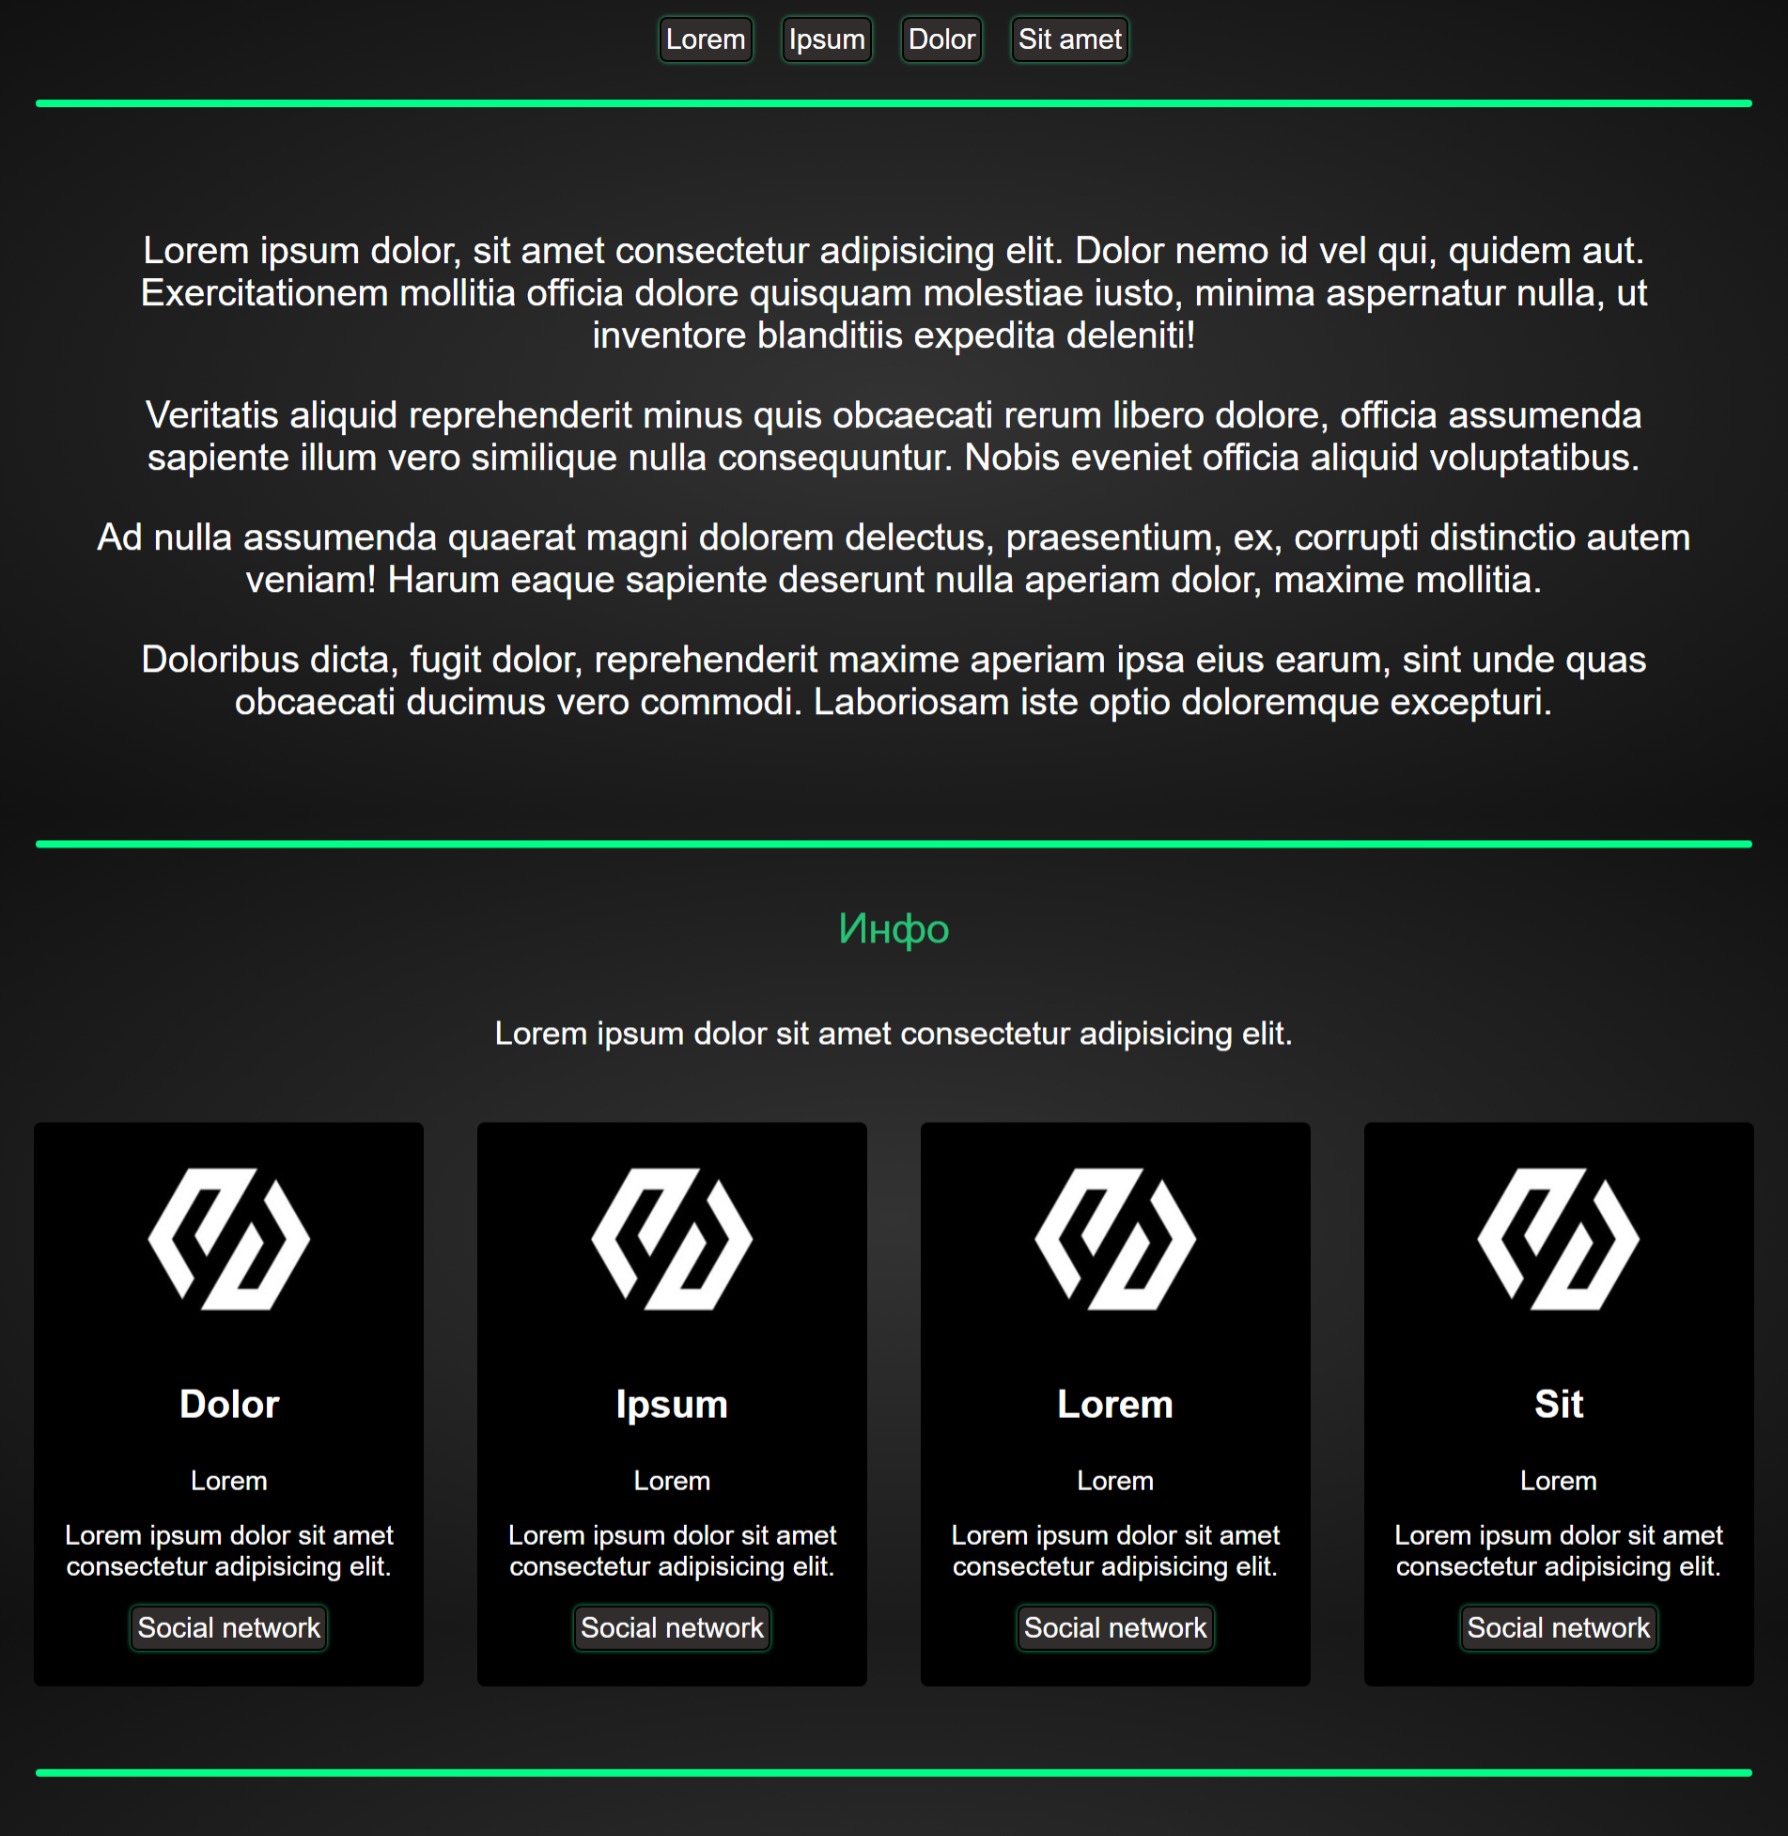 Lorem Ipsum Dolor Sit amet
Lorem ipsum dolor, sit amet consectetur adipisicing elit. Dolor nemo id vel qui, quidem aut.
Exercitationem mollitia officia dolore quisquam molestiae iusto, minima aspernatur nulla, ut
inventore blanditiis expedita deleniti!
Veritatis aliquid reprehenderit minus quis obcaecati rerum libero dolore, officia assumenda
sapiente illum vero similique nulla consequuntur. Nobis eveniet officia aliquid voluptatibus.
Ad nulla assumenda quaerat magni dolorem delectus, praesentium, ex, corrupti distinctio autem
veniam! Harum eaque sapiente deserunt nulla aperiam dolor, maxime mollitia.
Doloribus dicta, fugit dolor, reprehenderit maxime aperiam ipsa eius earum, sint unde quas
obcaecati ducimus vero commodi. Laboriosam iste optio doloremque excepturi.
Инфо
Lorem ipsum dolor sit amet consectetur adipisicing elit.
Dolor
Lorem
Lorem ipsum dolor sit amet
consectetur adipisicing elit.
Social network
Ipsum
Lorem
Lorem ipsum dolor sit amet
consectetur adipisicing elit.
Social network
Lorem
Lorem
Lorem ipsum dolor sit amet
consectetur adipisicing elit.
Social network
Sit
Lorem
Lorem ipsum dolor sit amet
consectetur adipisicing elit.
Social network